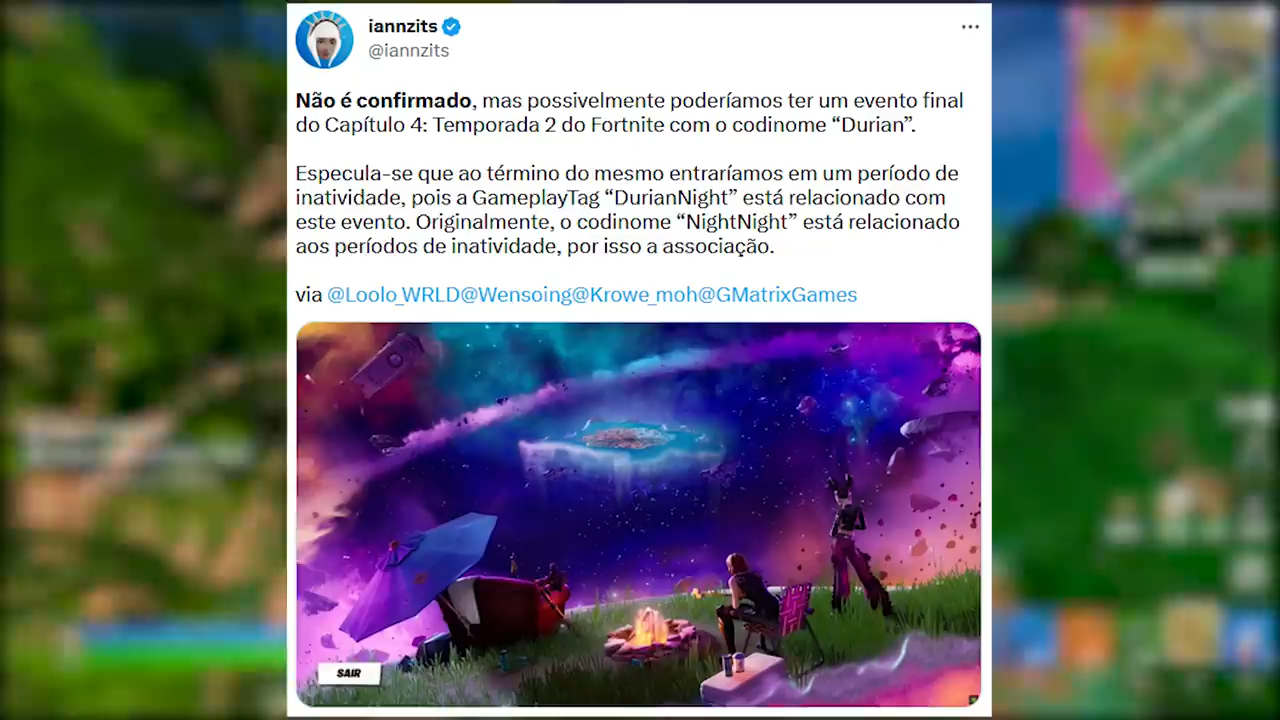 iannzits
@iannzits
Não é confirmado, mas possivelmente poderíamos ter um evento final
do Capítulo 4: Temporada 2 do Fortnite com o codinome “Durian”.
Especula-se que ao término do mesmo entraríamos em um período de
inatividade, pois a GameplayTag “DurianNight” está relacionado com
este evento. Originalmente, o codinome “NightNight” está relacionado
aos períodos de inatividade, por isso a associação.
via @Loolo_WRLD@Wensoing@Krowe_moh@GMatrixGames
SAIR